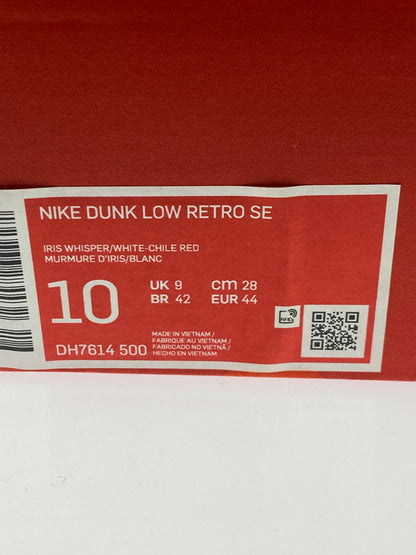 NIKE DUNK LOW RETRO SE
IRIS WHISPER/WHITE-CHILE RED
MURMURE D'IRIS/BLANC
10
UK 9 cm 28
BR 42 EUR 44
MADE IN VIETNAM /
FABRIQUE AU VIETNAM /
FABRICADO NO VIETNÃ /
HECHO EN VIETNAM
DH7614 500